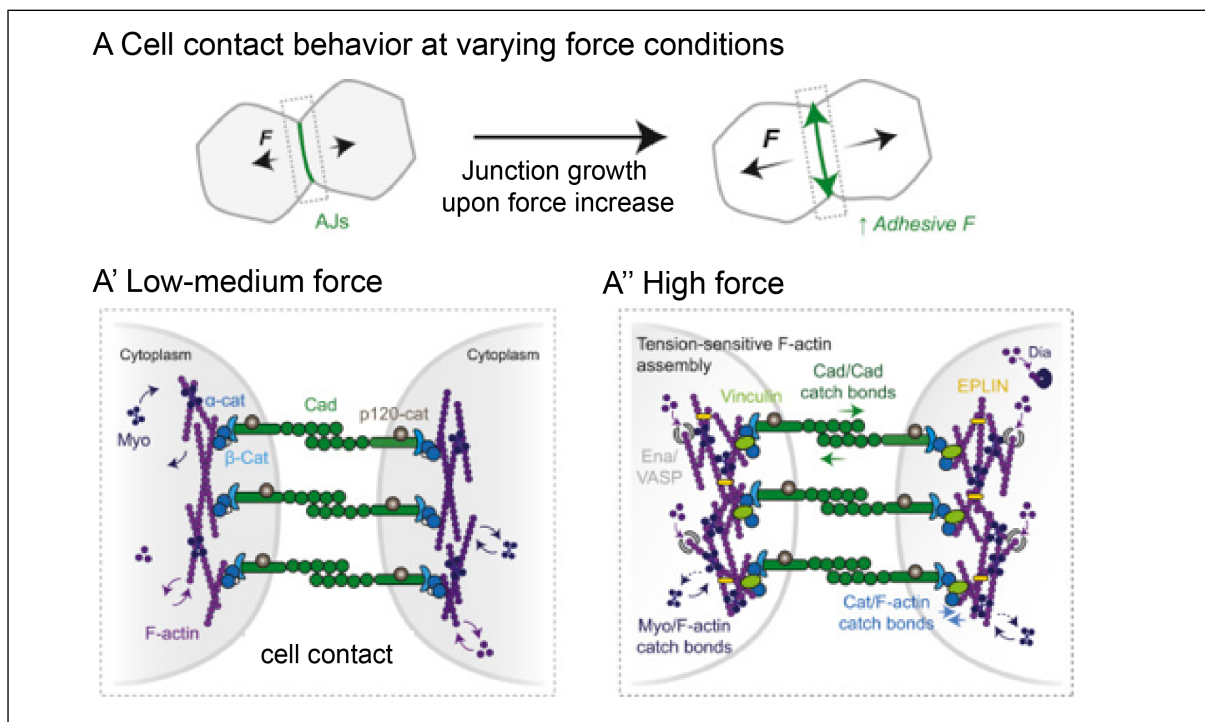 A Cell contact behavior at varying force conditions
F
AJs
Junction growth
upon force increase
F
↑ Adhesive F
A' Low-medium force
Cytoplasm
Cytoplasm
α-cat
Cad
p120-cat
Myo
β-Cat
F-actin
cell contact
A'' High force
Tension-sensitive F-actin
assembly
Dia
Cad/Cad
catch bonds
EPLIN
Vinculin
Ena/
VASP
Cat/F-actin
catch bonds
Myo/F-actin
catch bonds